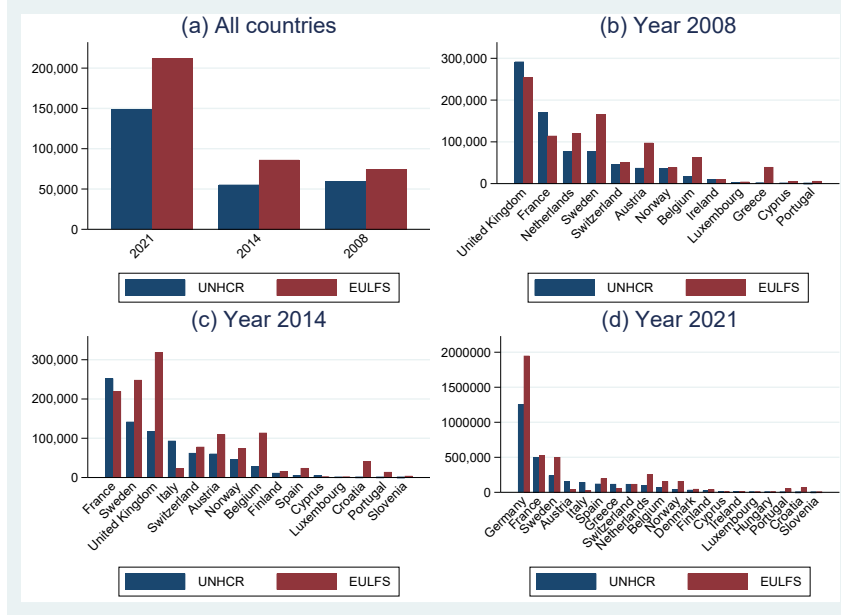 (a) All countries
200,000
150,000
100,000
50,000
0
2021
2014
2008
UNHCR
EULFS
(b) Year 2008
300,000
200,000
100,000
0
United Kingdom
France
Netherlands
Sweden
Switzerland
Austria
Norway
Belgium
Ireland
Luxembourg
Greece
Cyprus
Portugal
UNHCR
EULFS
(c) Year 2014
300,000
200,000
100,000
0
France
Sweden
United Kingdom
Italy
Switzerland
Austria
Norway
Belgium
Finland
Spain
Cyprus
Luxembourg
Croatia
Portugal
Slovenia
UNHCR
EULFS
(d) Year 2021
2000000
1500000
1000000
500000
0
Germany
France
Sweden
Austria
Italy
Spain
Greece
Switzerland
Netherlands
Belgium
Norway
Denmark
Finland
Cyprus
Ireland
Luxembourg
Hungary
Portugal
Croatia
Slovenia
UNHCR
EULFS